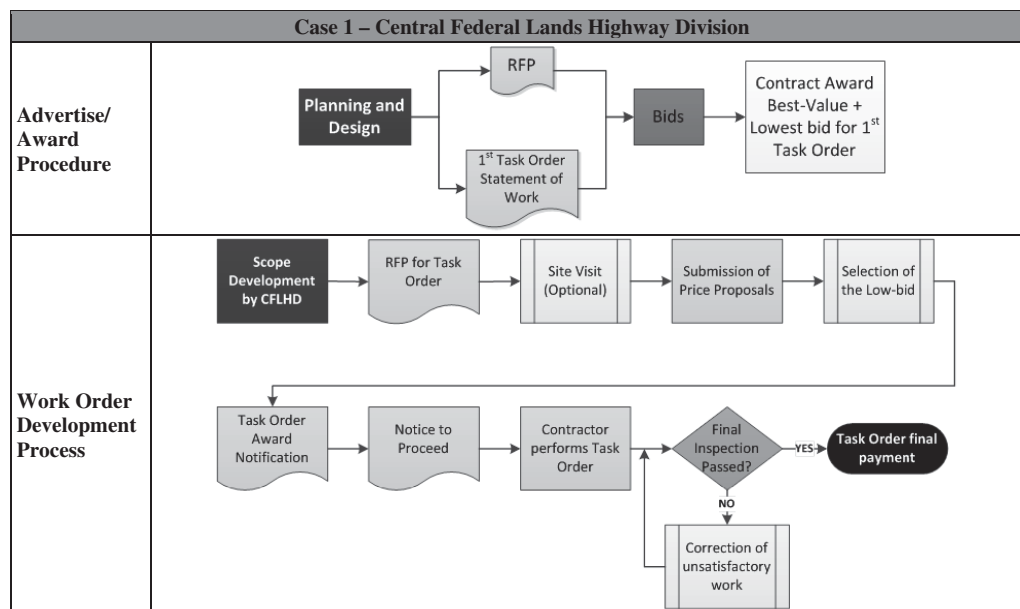 Case 1 – Central Federal Lands Highway Division
Advertise/
Award
Procedure
Planning and
Design
RFP
1st Task Order
Statement of
Work
Bids
Contract Award
Best-Value +
Lowest bid for 1st
Task Order
Work Order
Development
Process
Scope
Development
by CFLHD
RFP for Task
Order
Site Visit
(Optional)
Submission of
Price Proposals
Selection of
the Low-bid
Task Order
Award
Notification
Notice to
Proceed
Contractor
performs Task
Order
Final
Inspection
Passed?
YES
Task Order final
payment
NO
Correction of
unsatisfactory
work